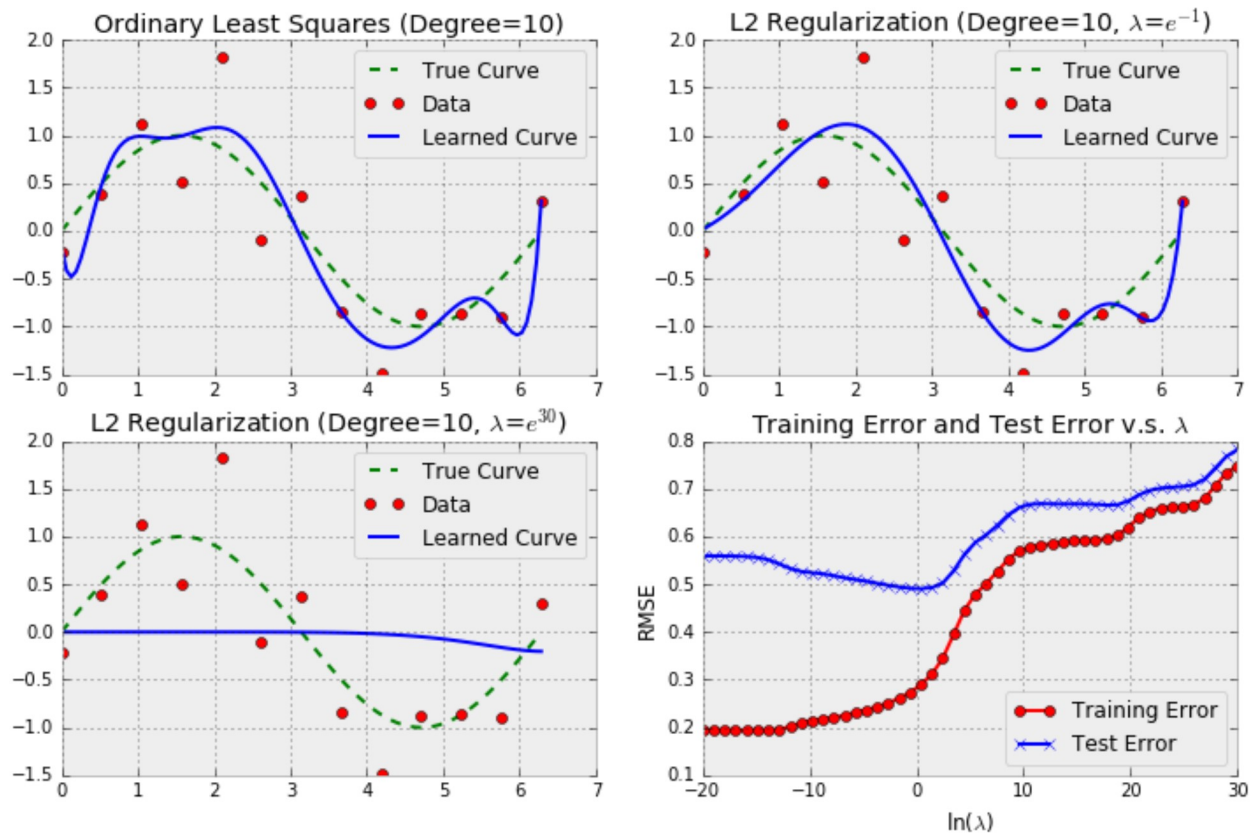 Ordinary Least Squares (Degree=10)
2.0
1.5
1.0
0.5
0.0
−0.5
−1.0
−1.5
0 1 2 3 4 5 6 7
True Curve
Data
Learned Curve
L2 Regularization (Degree=10, λ=e⁻¹)
2.0
1.5
1.0
0.5
0.0
−0.5
−1.0
−1.5
0 1 2 3 4 5 6 7
True Curve
Data
Learned Curve
L2 Regularization (Degree=10, λ=e³⁰)
2.0
1.5
1.0
0.5
0.0
−0.5
−1.0
−1.5
0 1 2 3 4 5 6 7
True Curve
Data
Learned Curve
Training Error and Test Error v.s. λ
RMSE
0.8
0.7
0.6
0.5
0.4
0.3
0.2
0.1
−20 −10 0 10 20 30
ln(λ)
Training Error
Test Error